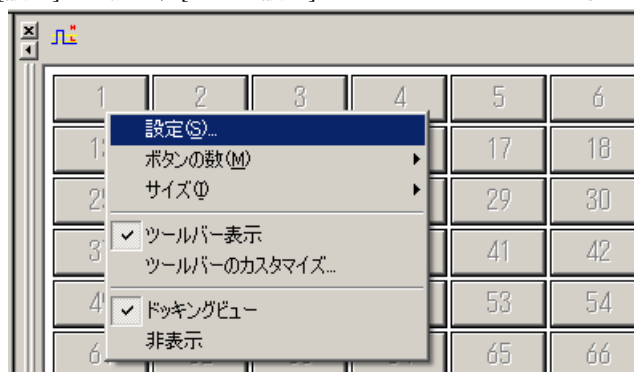 1 2 3 4 5 6
設定(S)...
17 18
ボタンの数(M)
サイズ(I)
29 30
ツールバー表示
41 42
ツールバーのカスタマイズ...
ドッキングビュー
53 54
非表示
65 66